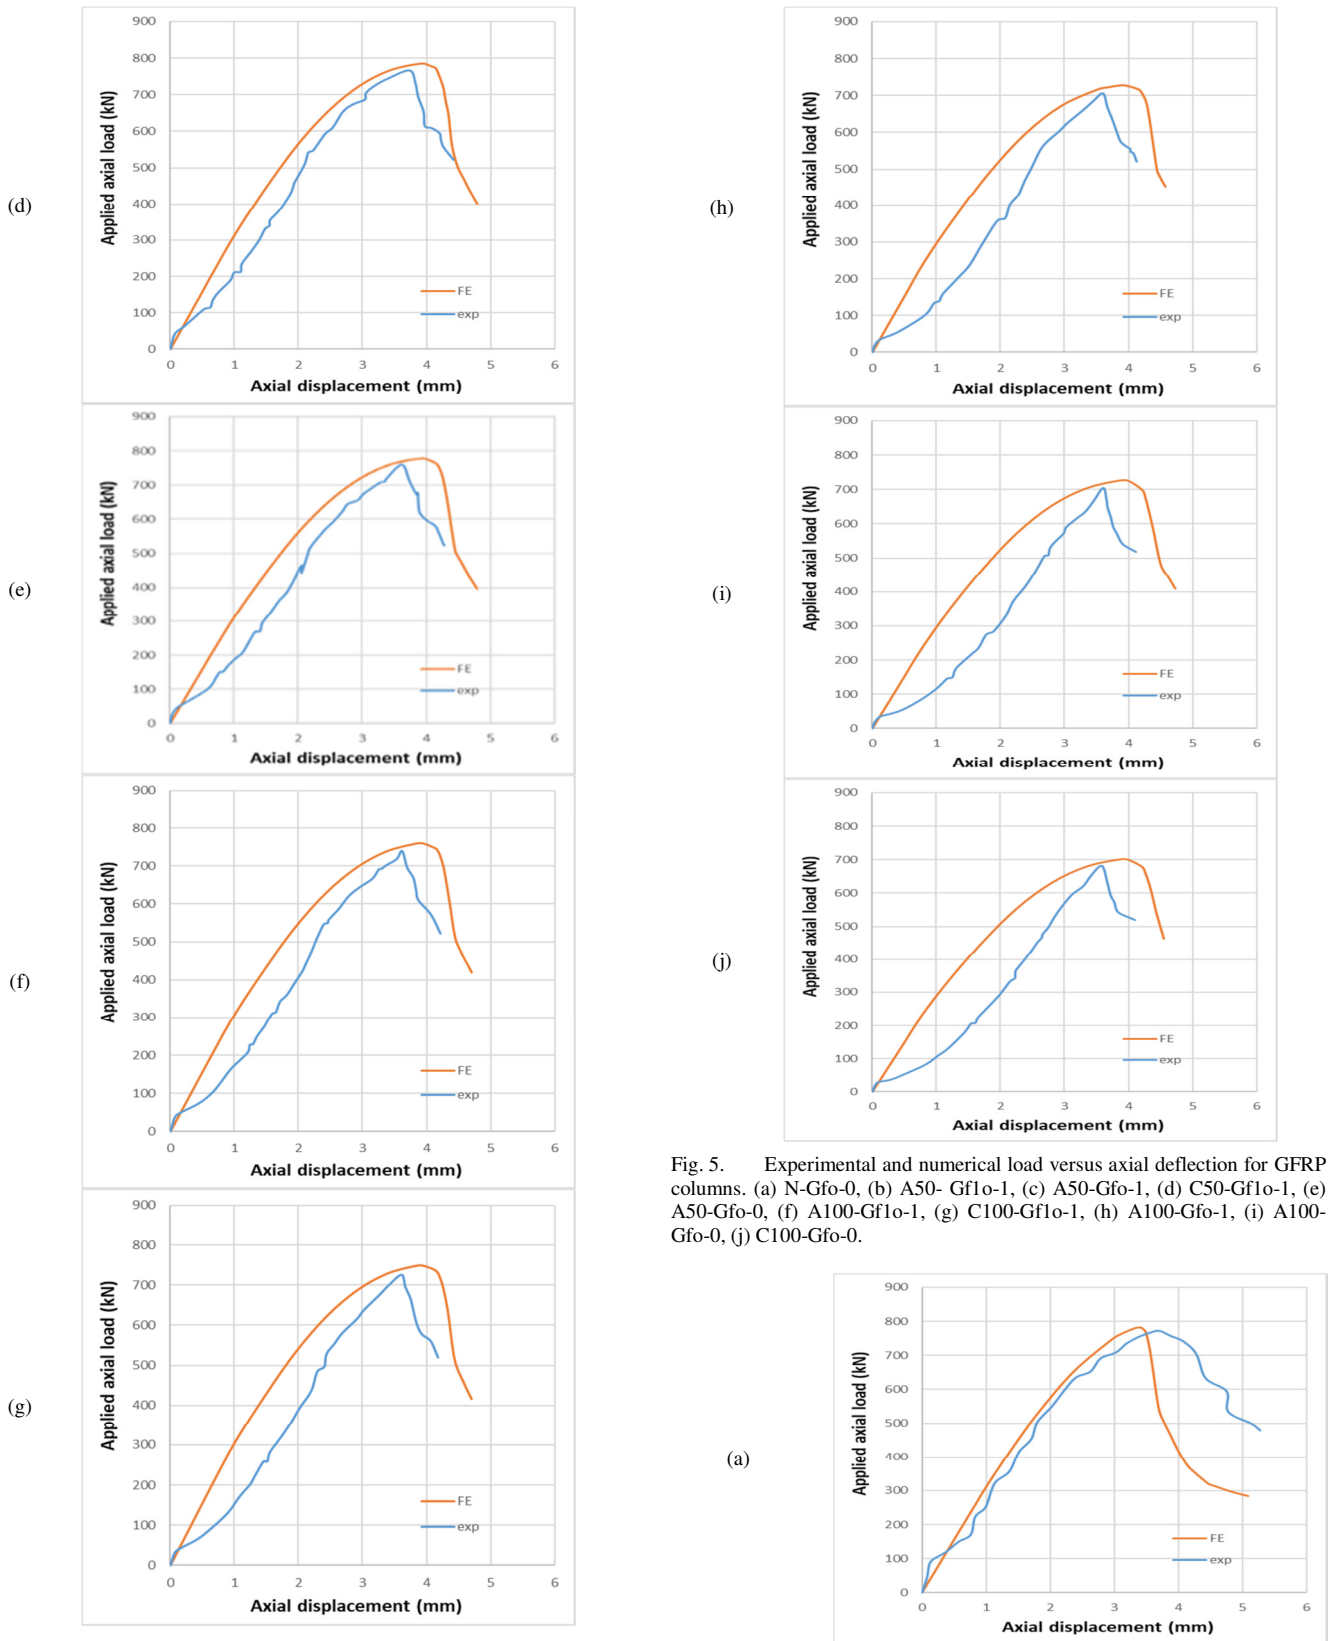 (d)
900
800
700
600
500
400
300
200
100
0
Applied axial load (kN)
FE
exp
0 1 2 3 4 5 6
Axial displacement (mm)
(e)
900
800
700
600
500
400
300
200
100
0
Applied axial load (kN)
FE
exp
0 1 2 3 4 5 6
Axial displacement (mm)
(f)
900
800
700
600
500
400
300
200
100
0
Applied axial load (kN)
FE
exp
0 1 2 3 4 5 6
Axial displacement (mm)
(g)
900
800
700
600
500
400
300
200
100
0
Applied axial load (kN)
FE
exp
0 1 2 3 4 5 6
Axial displacement (mm)
(h)
900
800
700
600
500
400
300
200
100
0
Applied axial load (kN)
FE
exp
0 1 2 3 4 5 6
Axial displacement (mm)
(i)
900
800
700
600
500
400
300
200
100
0
Applied axial load (kN)
FE
exp
0 1 2 3 4 5 6
Axial displacement (mm)
(j)
900
800
700
600
500
400
300
200
100
0
Applied axial load (kN)
FE
exp
0 1 2 3 4 5 6
Axial displacement (mm)
Fig. 5. Experimental and numerical load versus axial deflection for GFRP
columns. (a) N-Gfo-0, (b) A50- Gf1o-1, (c) A50-Gfo-1, (d) C50-Gf1o-1, (e)
A50-Gfo-0, (f) A100-Gf1o-1, (g) C100-Gf1o-1, (h) A100-Gfo-1, (i) A100-
Gfo-0, (j) C100-Gfo-0.
(a)
900
800
700
600
500
400
300
200
100
0
Applied axial load (kN)
FE
exp
0 1 2 3 4 5 6
Axial displacement (mm)